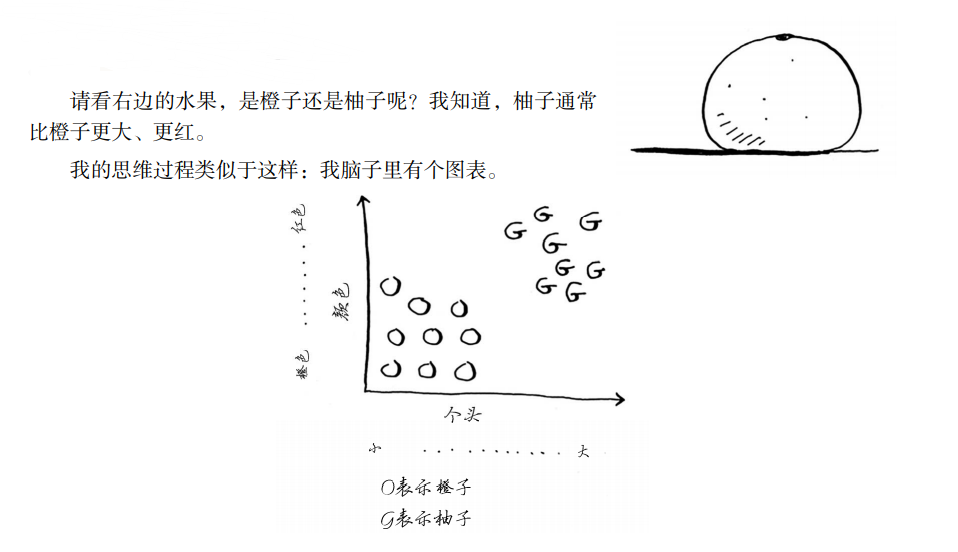 请看右边的水果，是橙子还是柚子呢？我知道，柚子通常
比橙子更大、更红。
我的思维过程类似于这样：我脑子里有个图表。
红色
颜色
橙色
G
G
G
G
G
G
G
G
O
O O
O O O
O O O
个头
小 大
O表示橙子
G表示柚子